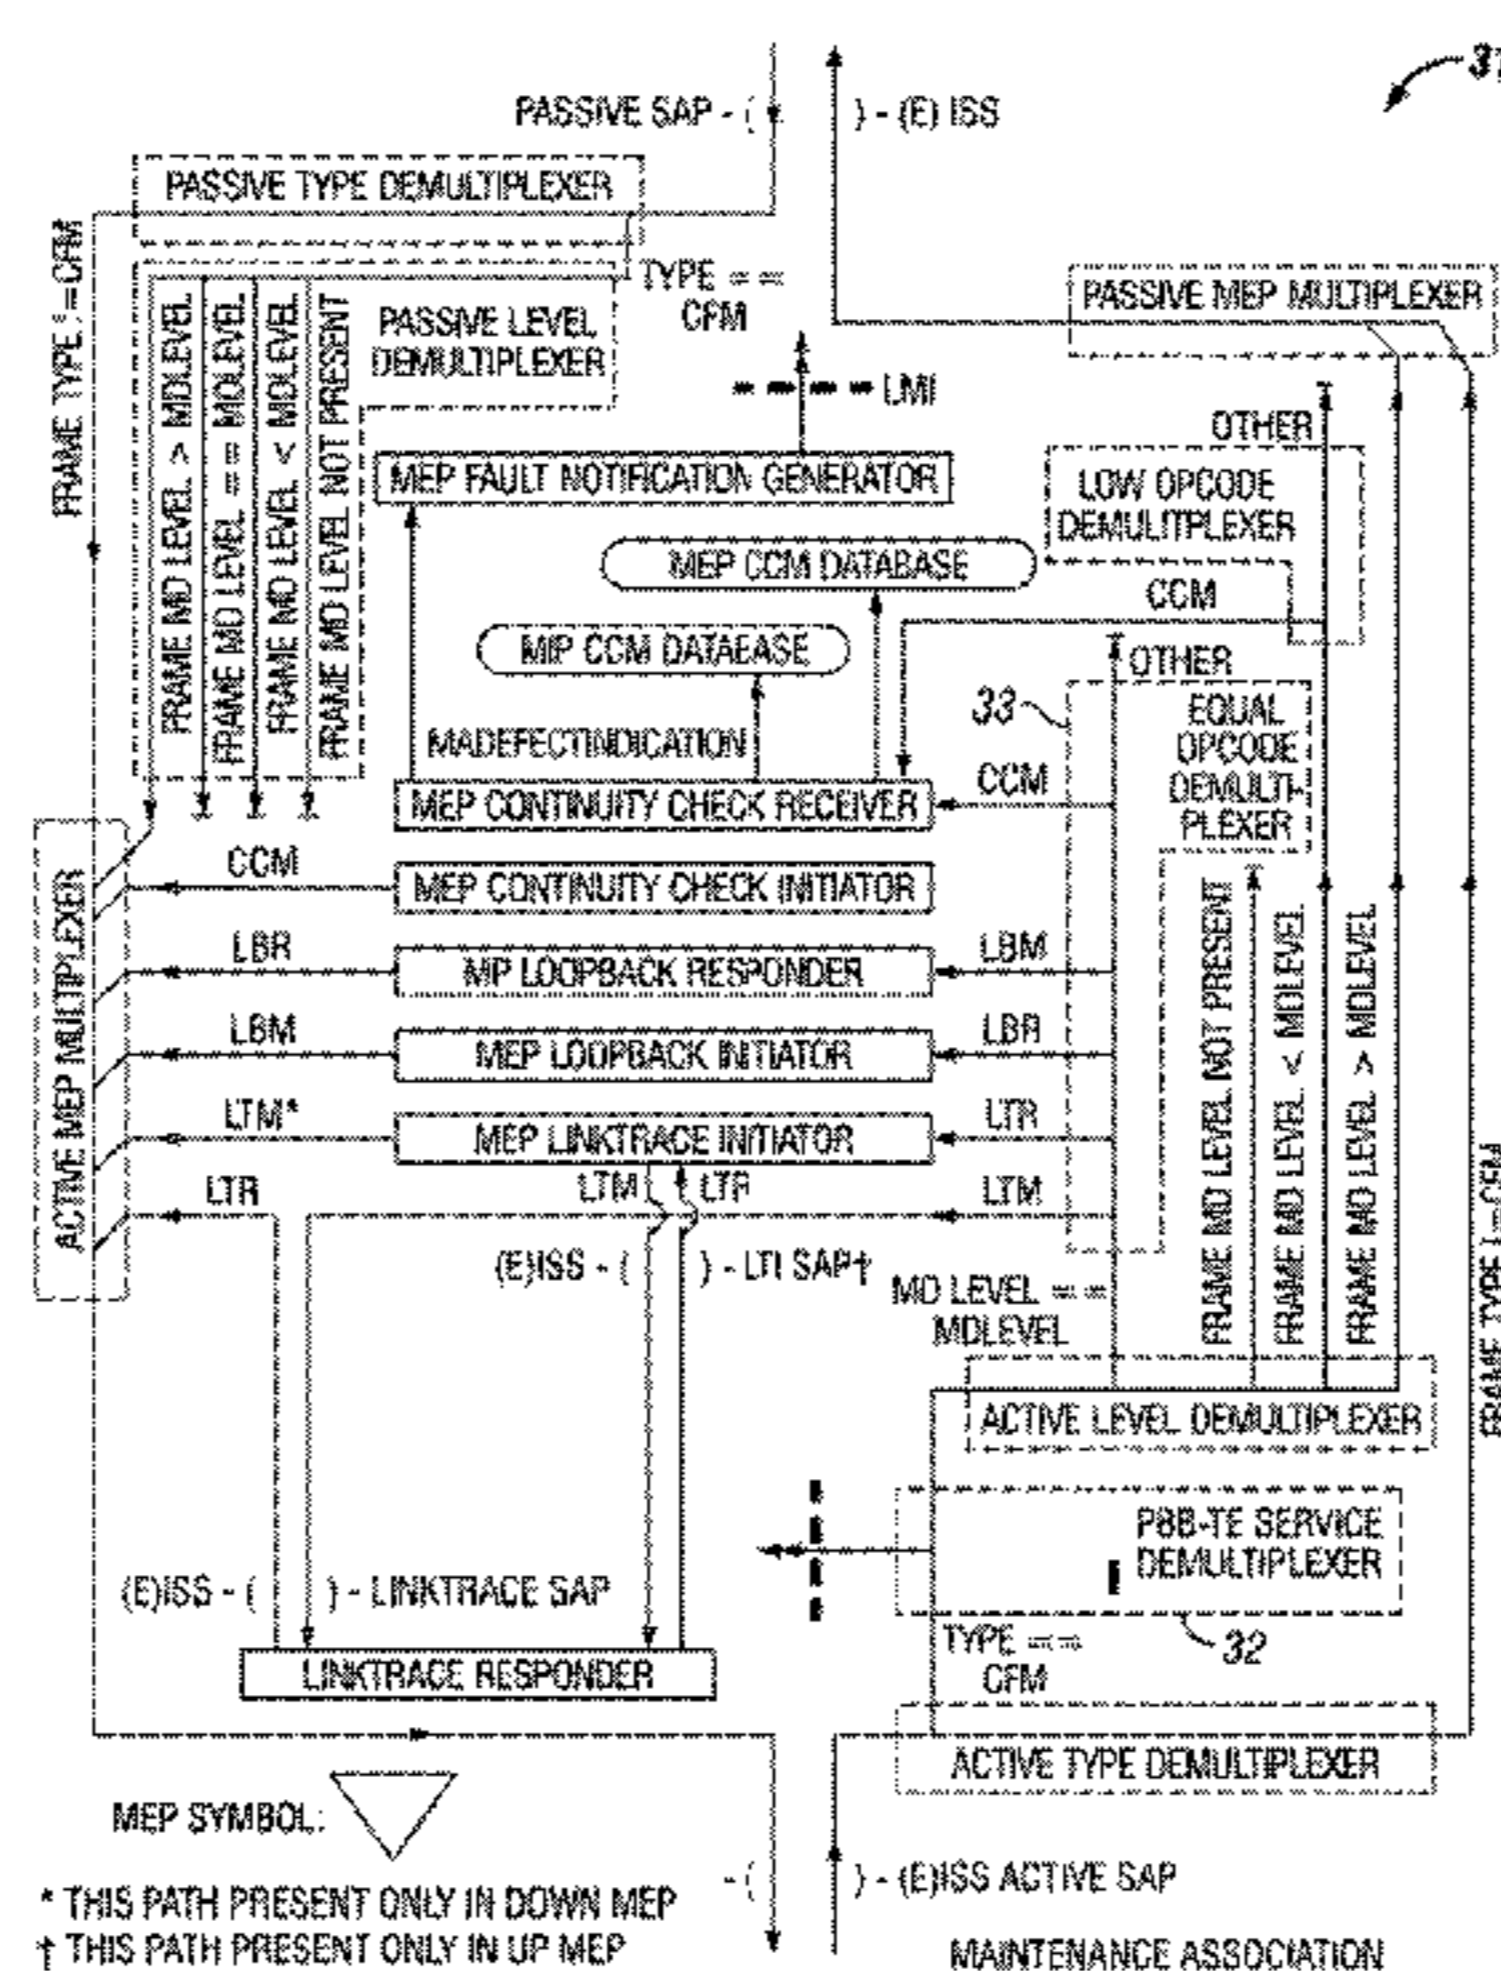 31
PASSIVE SAP - ( ) - (E) ISS
PASSIVE TYPE DEMULTIPLEXER
FRAME TYPE != CFM
TYPE ==
CFM
PASSIVE LEVEL
DEMULTIPLEXER
FRAME MD LEVEL > MDLEVEL
FRAME MD LEVEL == MDLEVEL
FRAME MD LEVEL < MDLEVEL
FRAME MD LEVEL NOT PRESENT
PASSIVE MEP MULTIPLEXER
LMI
OTHER
MEP FAULT NOTIFICATION GENERATOR
LOW OPCODE
DEMULITPLEXER
MEP CCM DATABASE
CCM
MIP CCM DATABASE
OTHER
33
EQUAL
OPCODE
DEMULTI-
PLEXER
MADEFECTINDICATION
CCM
MEP CONTINUITY CHECK RECEIVER
ACTIVE MEP MULTIPLEXER
CCM
MEP CONTINUITY CHECK INITIATOR
LBR
MP LOOPBACK RESPONDER
LBM
LBM
MEP LOOPBACK INITIATOR
LBR
LTM*
MEP LINKTRACE INITIATOR
LTR
LTR
LTM
LTR
LTM
(E)ISS - ( ) - LTI SAP†
MD LEVEL ==
MDLEVEL
FRAME MD LEVEL NOT PRESENT
FRAME MD LEVEL < MDLEVEL
FRAME MD LEVEL > MDLEVEL
FRAME TYPE != CFM
ACTIVE LEVEL DEMULTIPLEXER
PBB-TE SERVICE
DEMULTIPLEXER
32
(E)ISS - ( ) - LINKTRACE SAP
TYPE ==
CFM
LINKTRACE RESPONDER
ACTIVE TYPE DEMULTIPLEXER
MEP SYMBOL:
- ( ) - (E)ISS ACTIVE SAP
* THIS PATH PRESENT ONLY IN DOWN MEP
† THIS PATH PRESENT ONLY IN UP MEP
MAINTENANCE ASSOCIATION